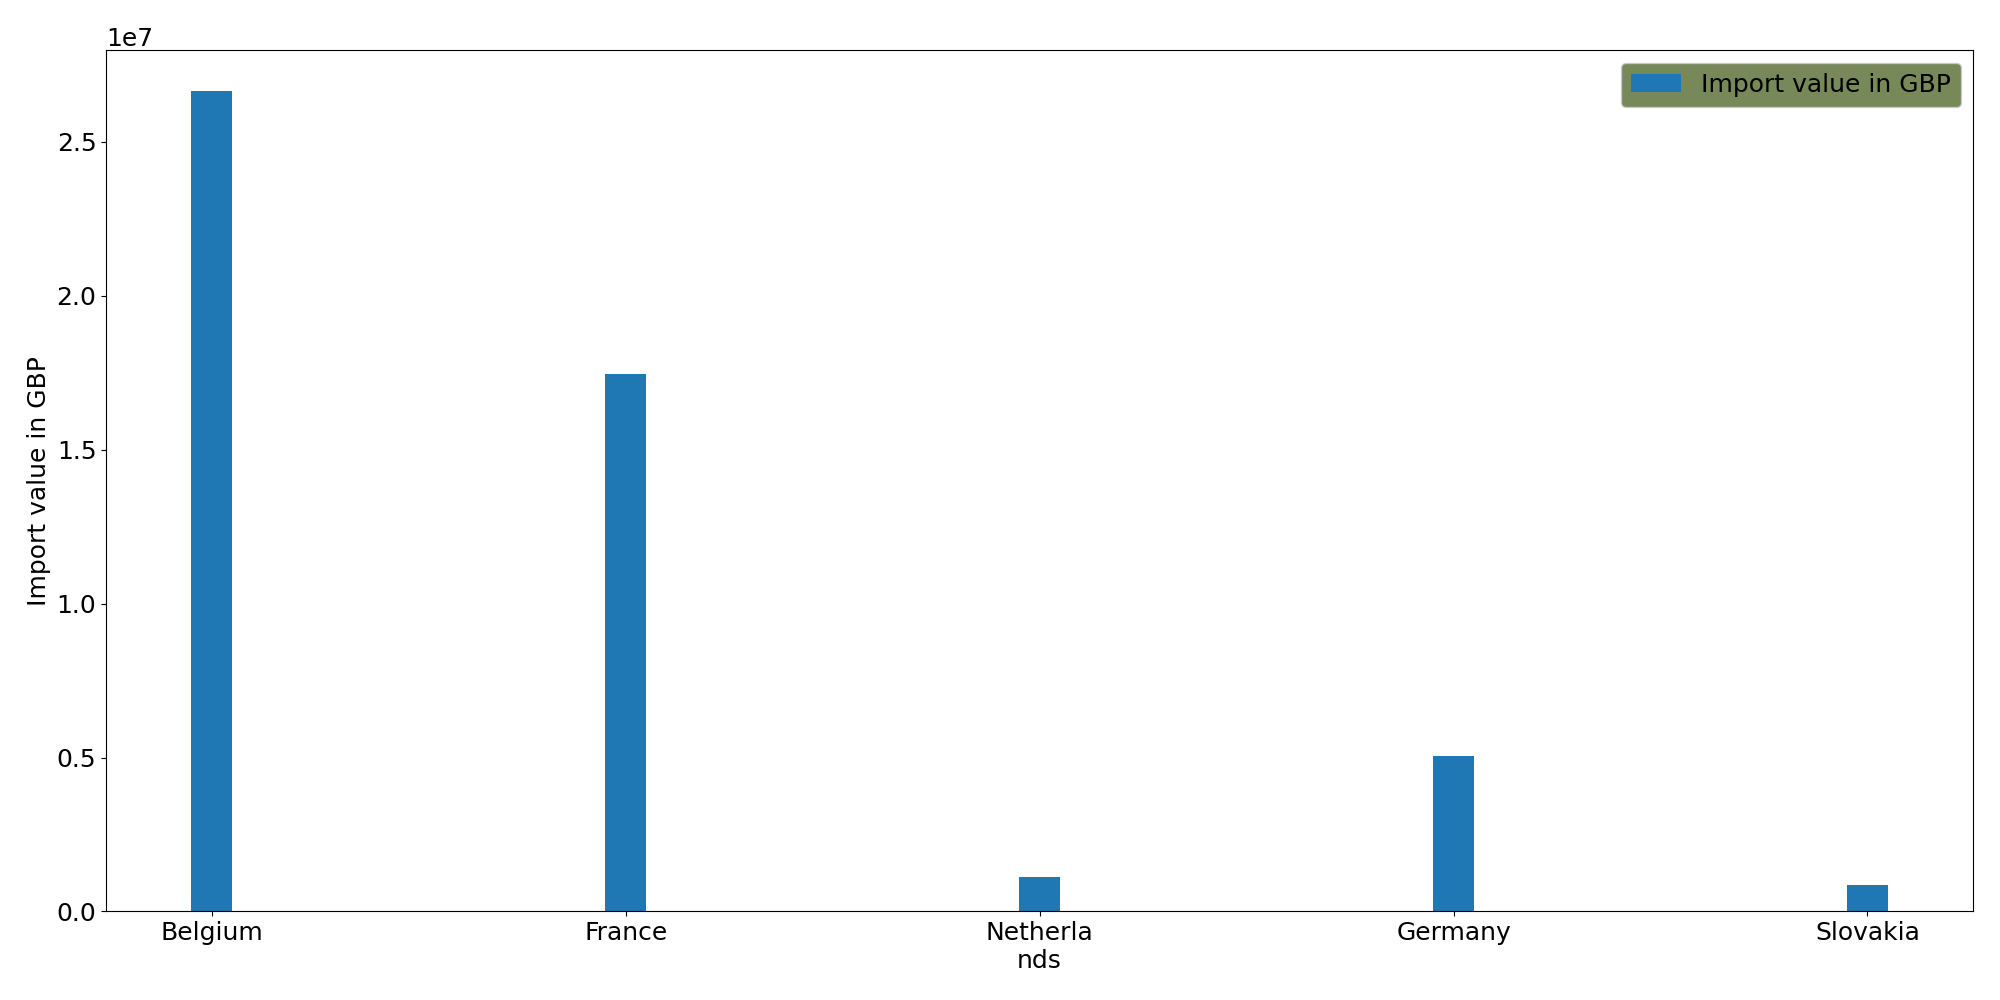 1e7
Import value in GBP
2.5
2.0
1.5
1.0
0.5
0.0
Import value in GBP
Belgium
France
Netherla
nds
Germany
Slovakia